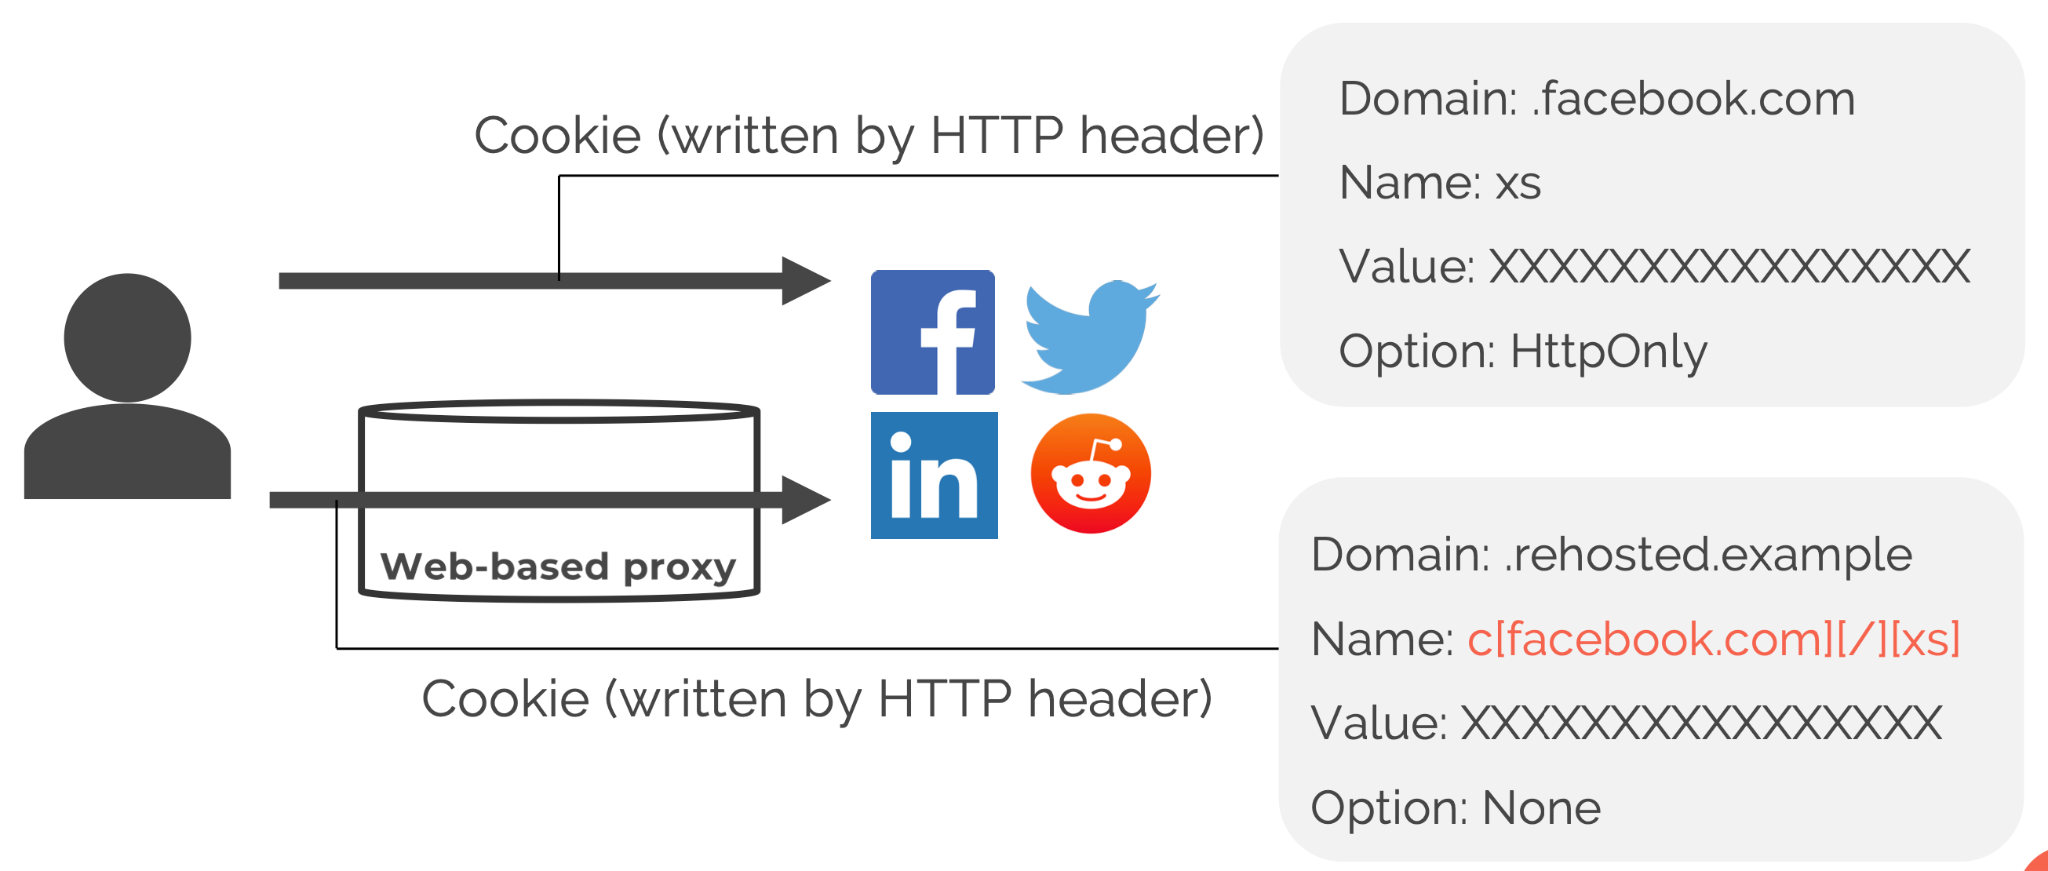 Cookie (written by HTTP header)
Domain: .facebook.com
Name: xs
Value: XXXXXXXXXXXXXXXX
Option: HttpOnly
f
in
Web-based proxy
Cookie (written by HTTP header)
Domain: .rehosted.example
Name: c[facebook.com][/][xs]
Value: XXXXXXXXXXXXXXXX
Option: None